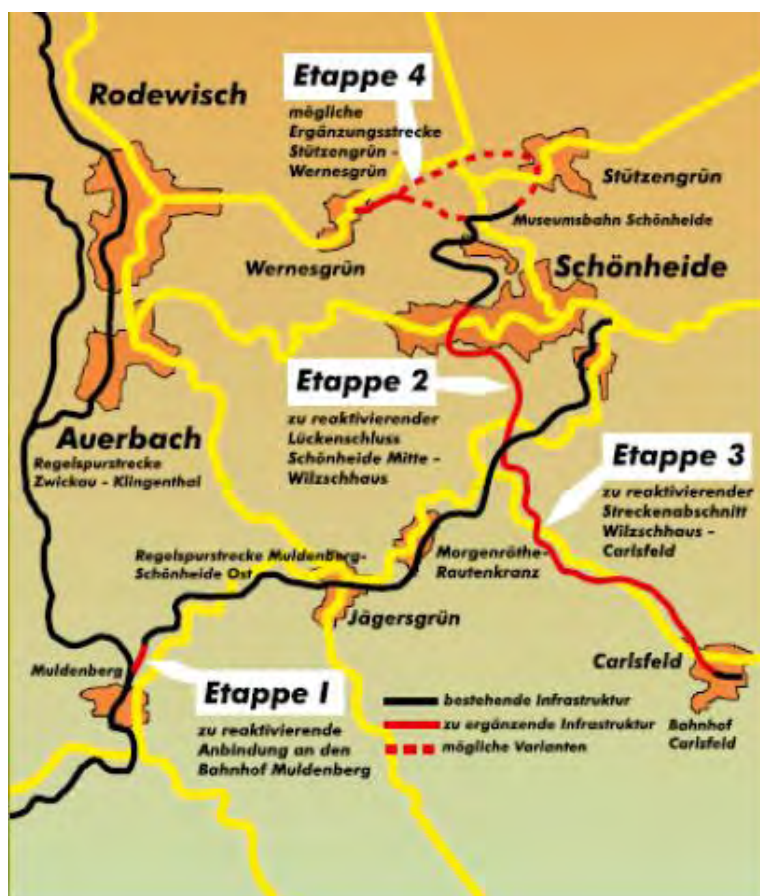 Etappe 4
mögliche
Ergänzungsstrecke
Stützengrün -
Wernesgrün
Rodewisch
Stützengrün
Museumsbahn Schönheide
Wernesgrün
Schönheide
Etappe 2
zu reaktivierender
Lückenschluss
Schönheide Mitte -
Wilzschhaus
Auerbach
Regelspurstrecke
Zwickau - Klingenthal
Etappe 3
zu reaktivierender
Streckenabschnitt
Wilzschhaus -
Carlsfeld
Regelspurstrecke Muldenberg-
Schönheide Ost
Morgenröthe-
Rautenkranz
Jägersgrün
Muldenberg
Carlsfeld
Etappe 1
zu reaktivierende
Anbindung an den
Bahnhof Muldenberg
bestehende Infrastruktur
zu ergänzende Infrastruktur
mögliche Varianten
Bahnhof
Carlsfeld